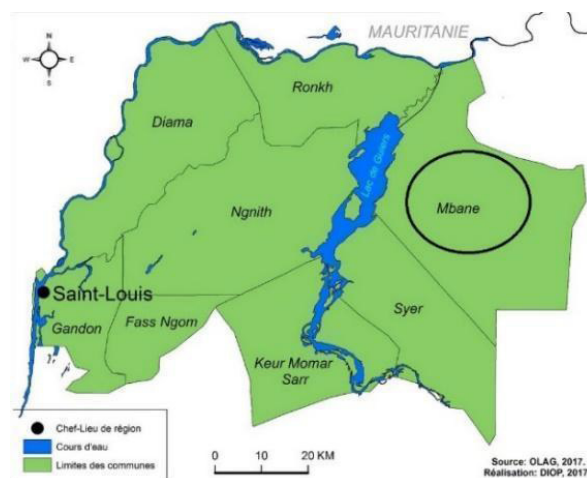 MAURITANIE
N
W
E
S
Ronkh
Diama
Lac de Guiers
Ngnith
Mbane
Saint-Louis
Gandon
Fass Ngom
Syer
Keur Momar
Sarr
Chef-Lieu de région
Cours d'eau
Limites des communes
0 10 20 KM
Source: OLAG, 2017.
Réalisation: DIOP, 2017